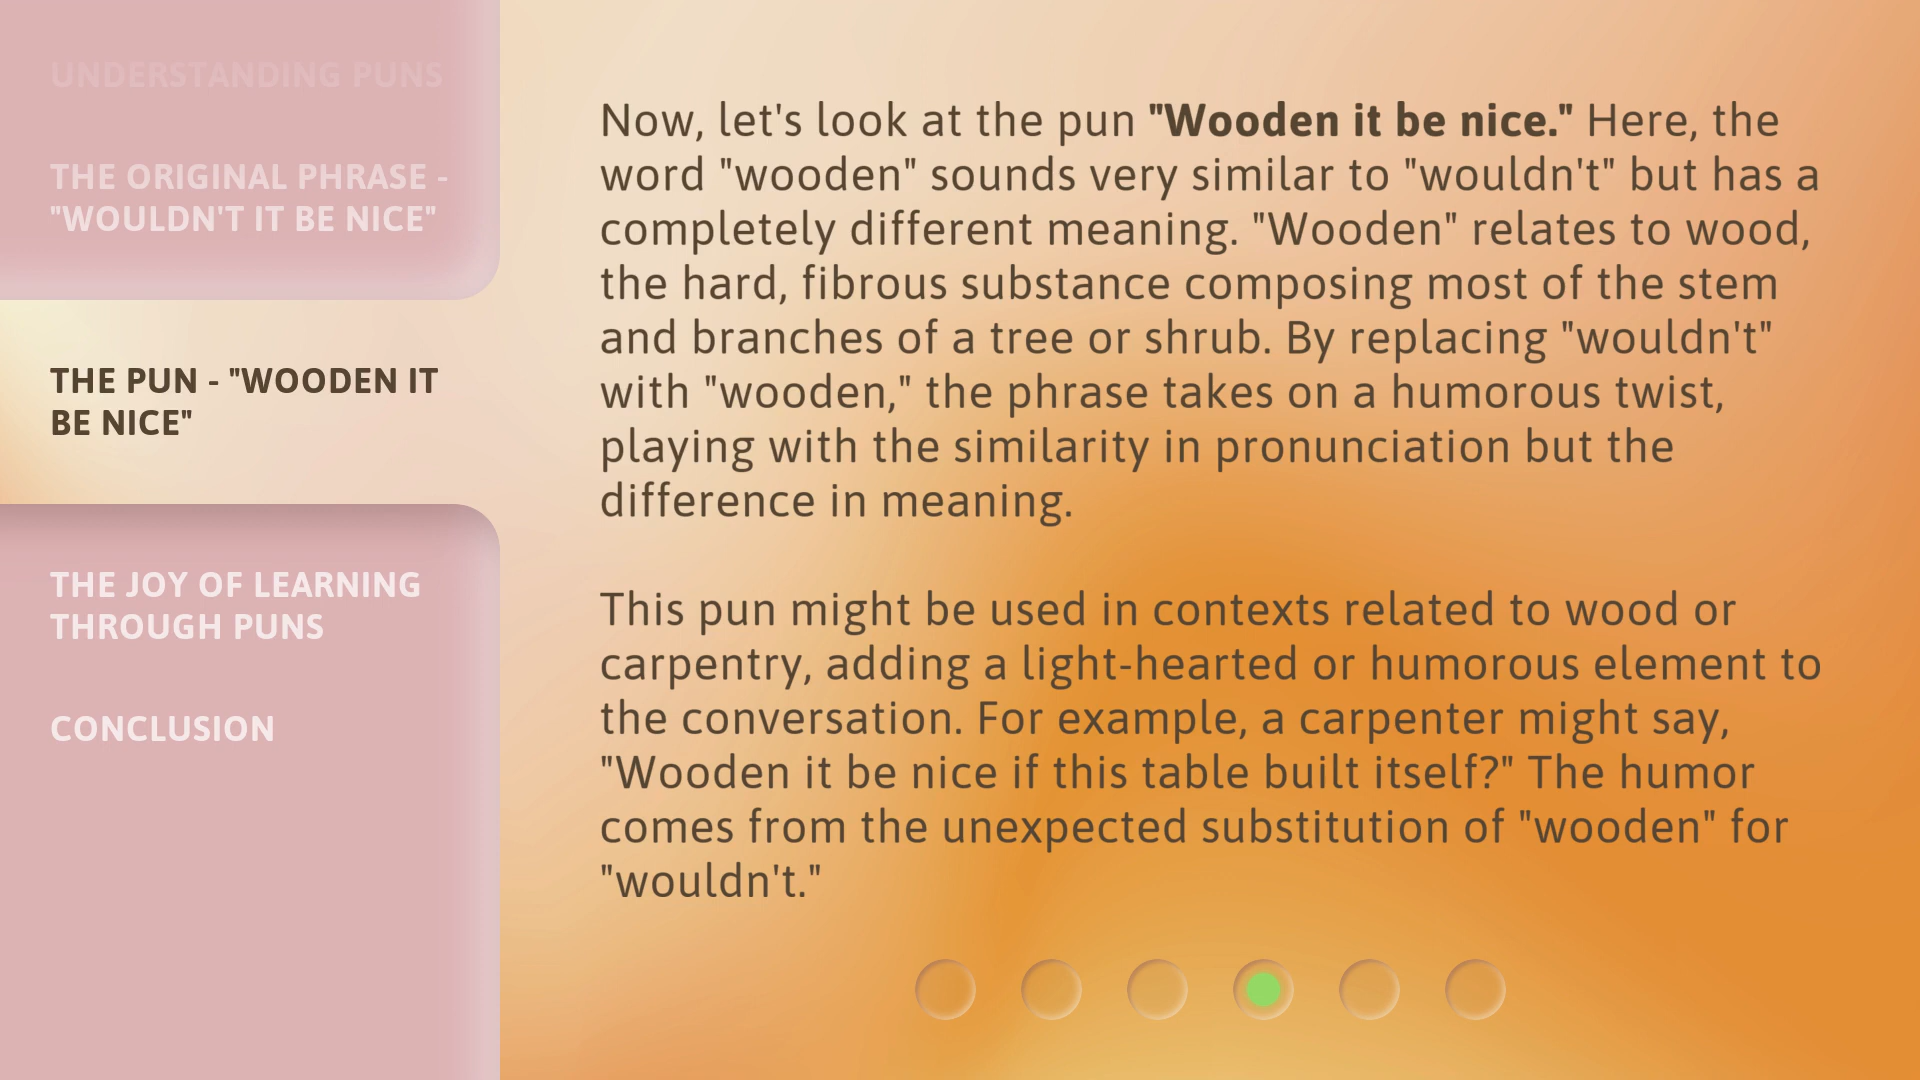 UNDERSTANDING PUNS
THE ORIGINAL PHRASE -
"WOULDN'T IT BE NICE"
THE PUN - "WOODEN IT
BE NICE"
THE JOY OF LEARNING
THROUGH PUNS
CONCLUSION
Now, let's look at the pun "Wooden it be nice." Here, the
word "wooden" sounds very similar to "wouldn't" but has a
completely different meaning. "Wooden" relates to wood,
the hard, fibrous substance composing most of the stem
and branches of a tree or shrub. By replacing "wouldn't"
with "wooden," the phrase takes on a humorous twist,
playing with the similarity in pronunciation but the
difference in meaning.
This pun might be used in contexts related to wood or
carpentry, adding a light-hearted or humorous element to
the conversation. For example, a carpenter might say,
"Wooden it be nice if this table built itself?" The humor
comes from the unexpected substitution of "wooden" for
"wouldn't."